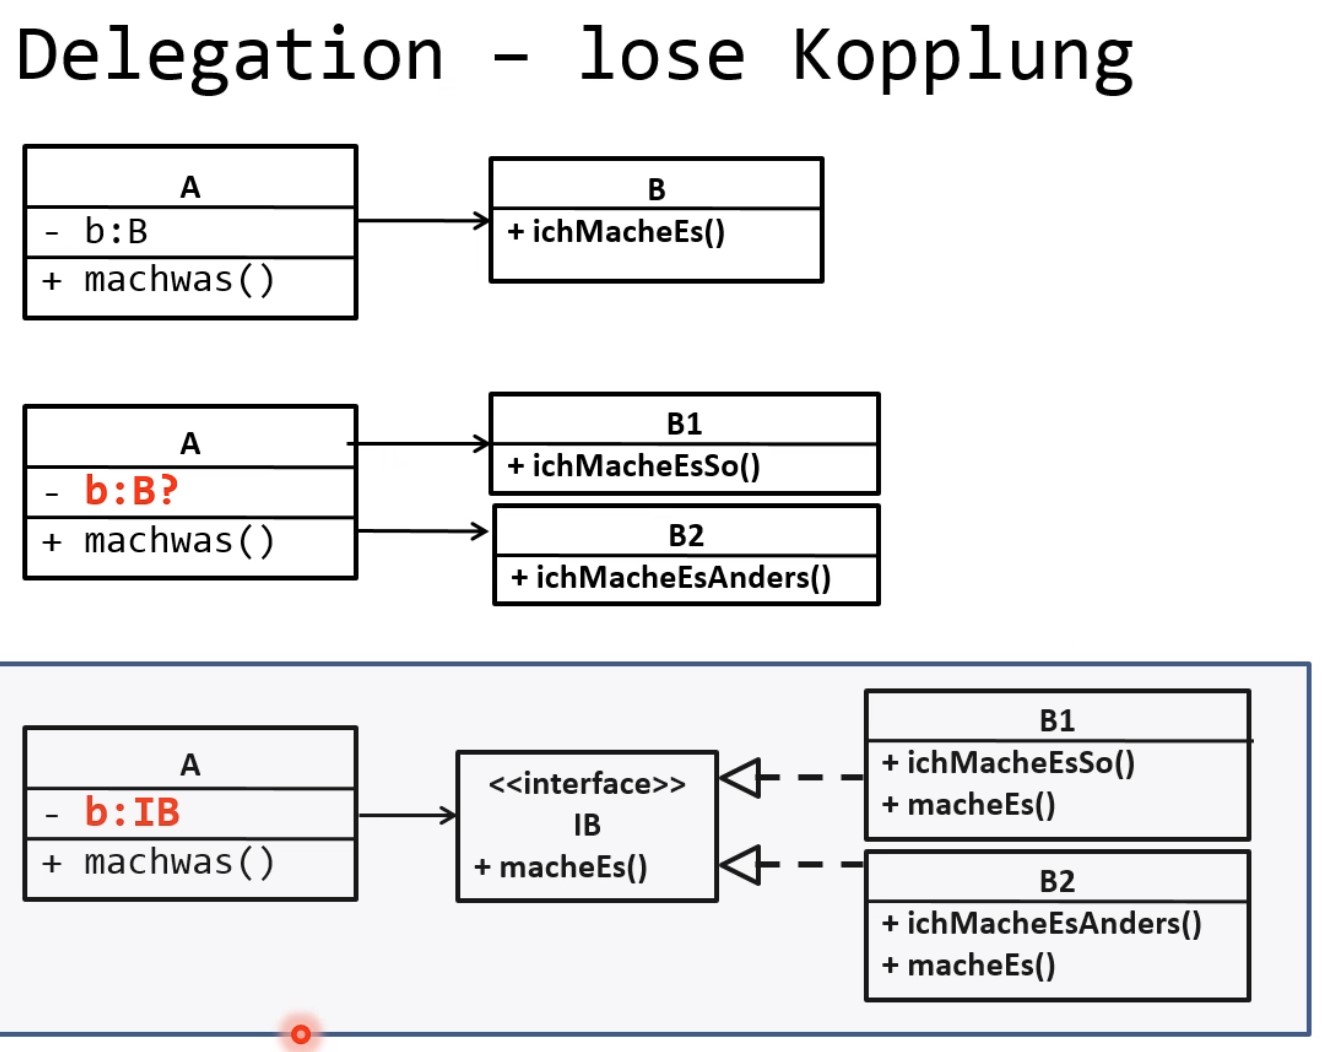 Delegation – lose Kopplung
A
- b:B
+ machwas()
B
+ ichMacheEs()
A
- b:B?
+ machwas()
B1
+ ichMacheEsSo()
B2
+ ichMacheEsAnders()
A
- b:IB
+ machwas()
<<interface>>
IB
+ macheEs()
B1
+ ichMacheEsSo()
+ macheEs()
B2
+ ichMacheEsAnders()
+ macheEs()